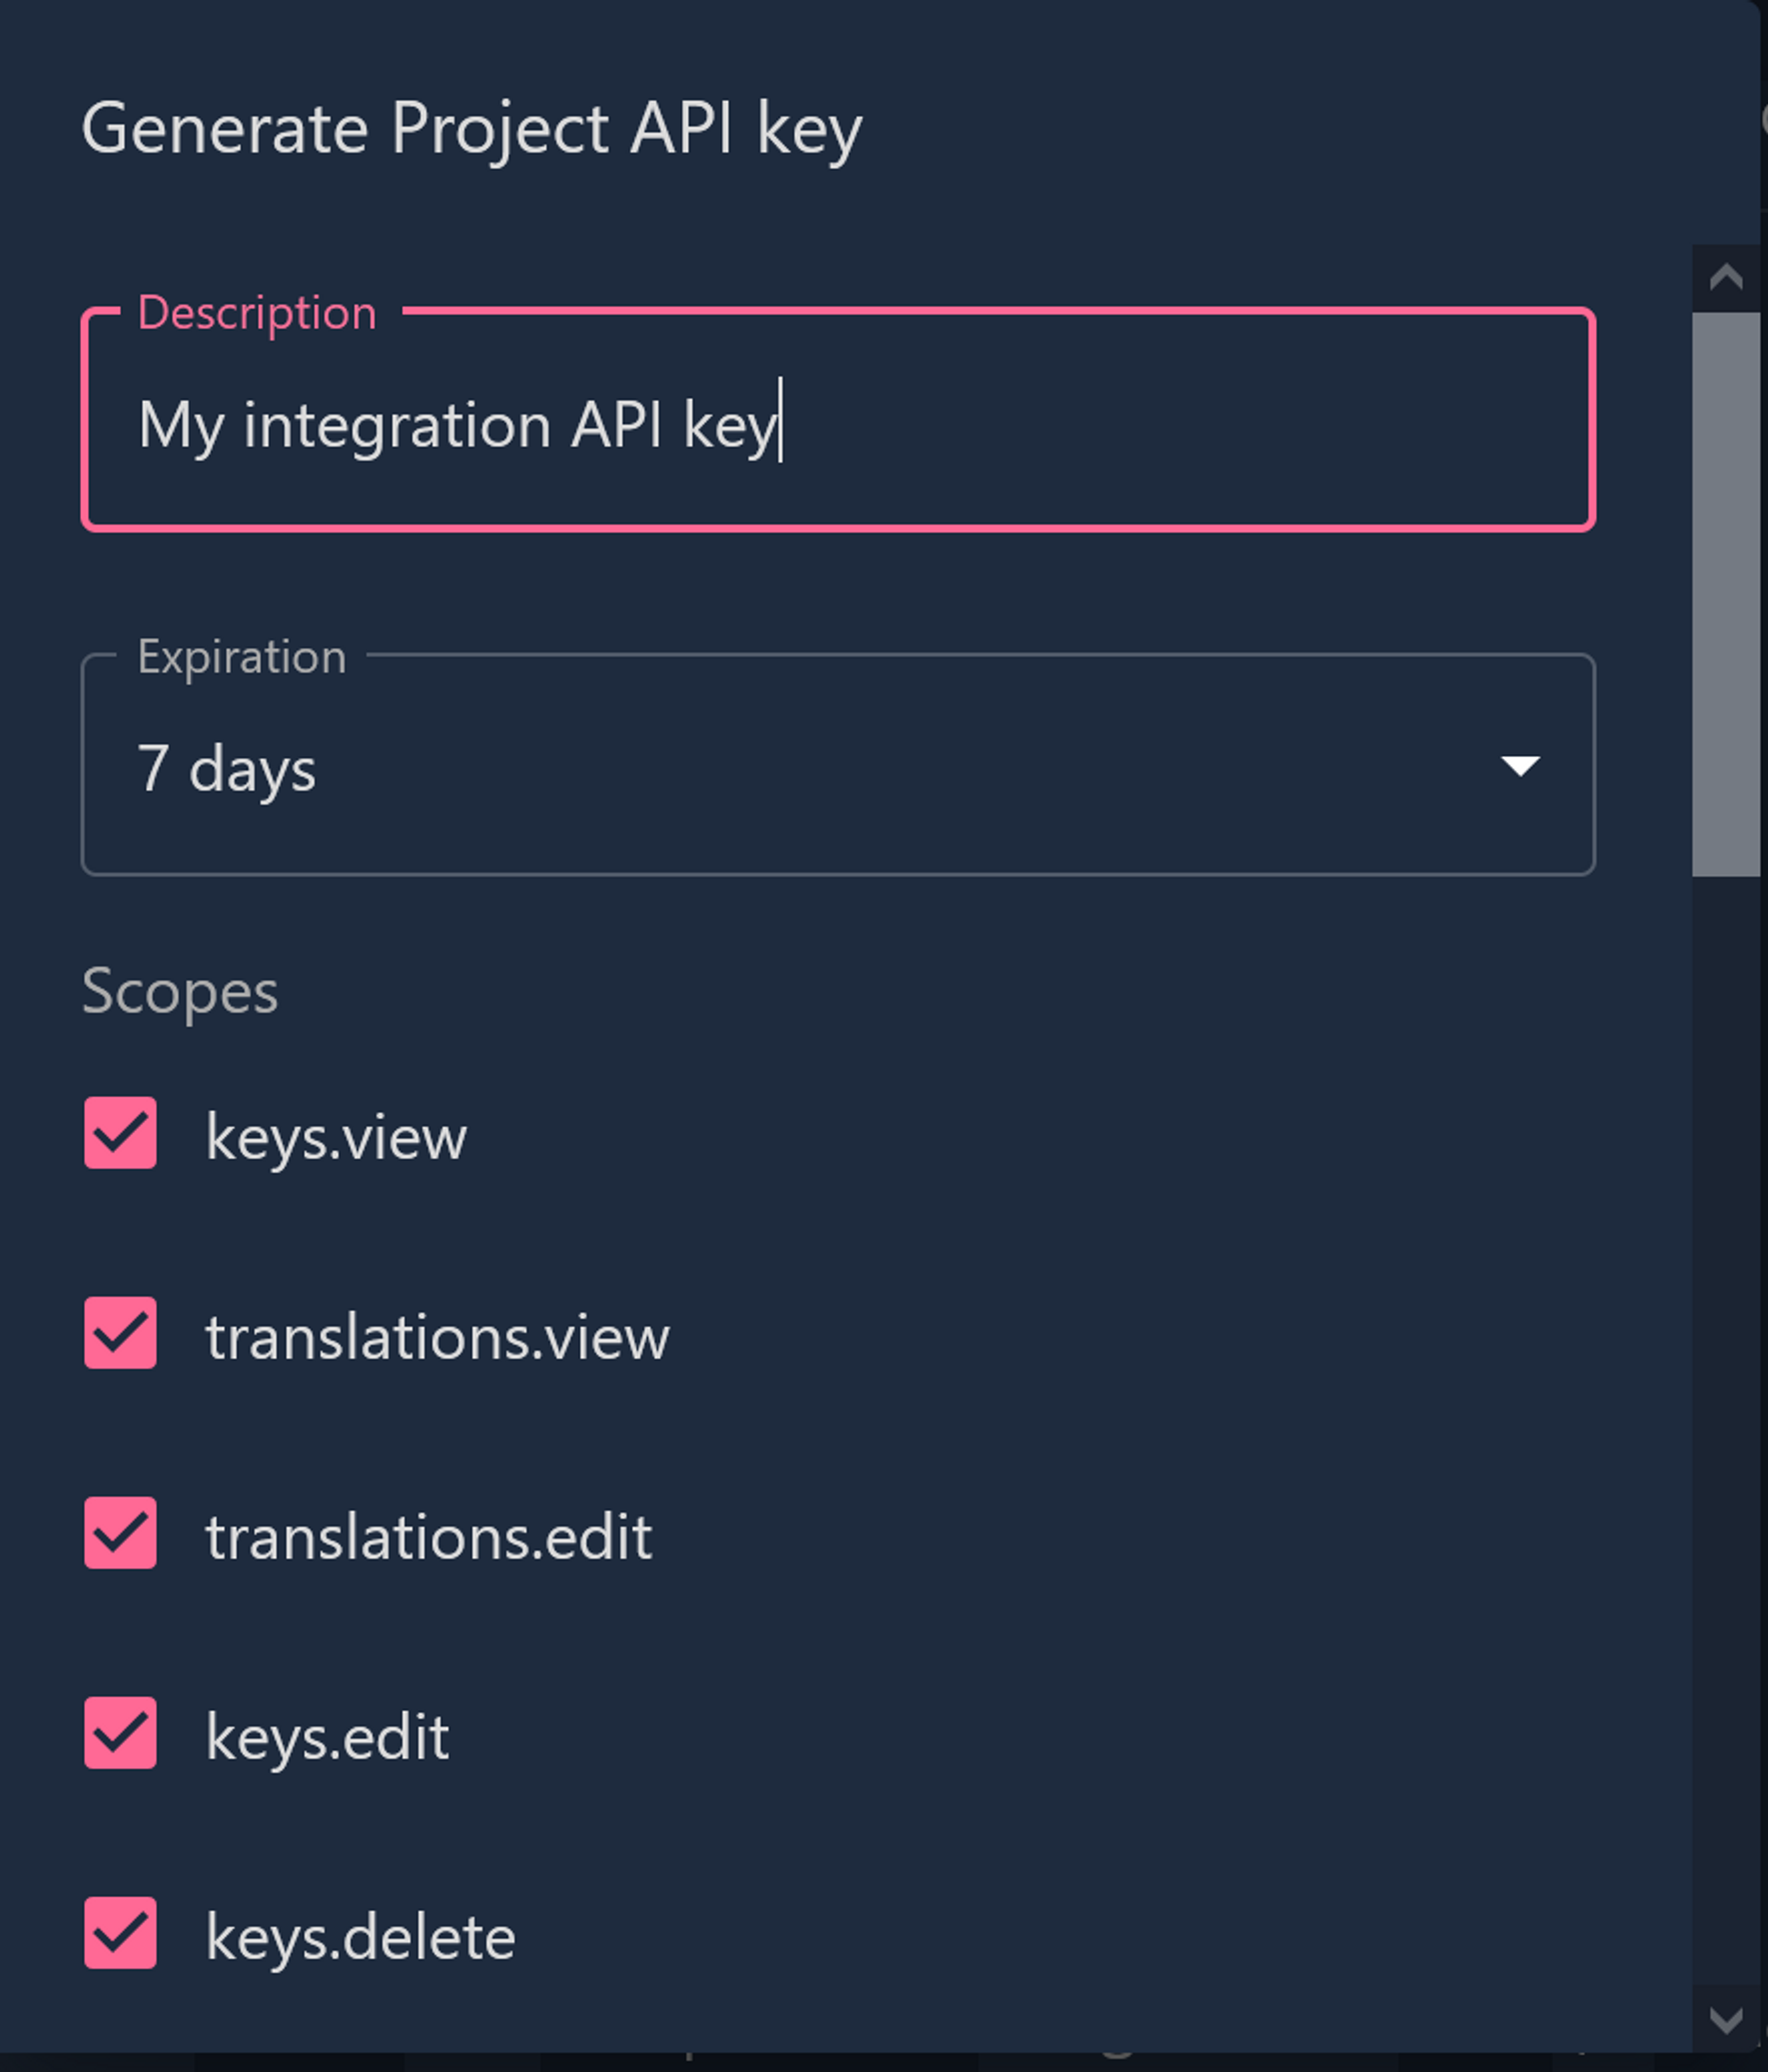 Generate Project API key
Description
My integration API key
Expiration
7 days
Scopes
keys.view
translations.view
translations.edit
keys.edit
keys.delete